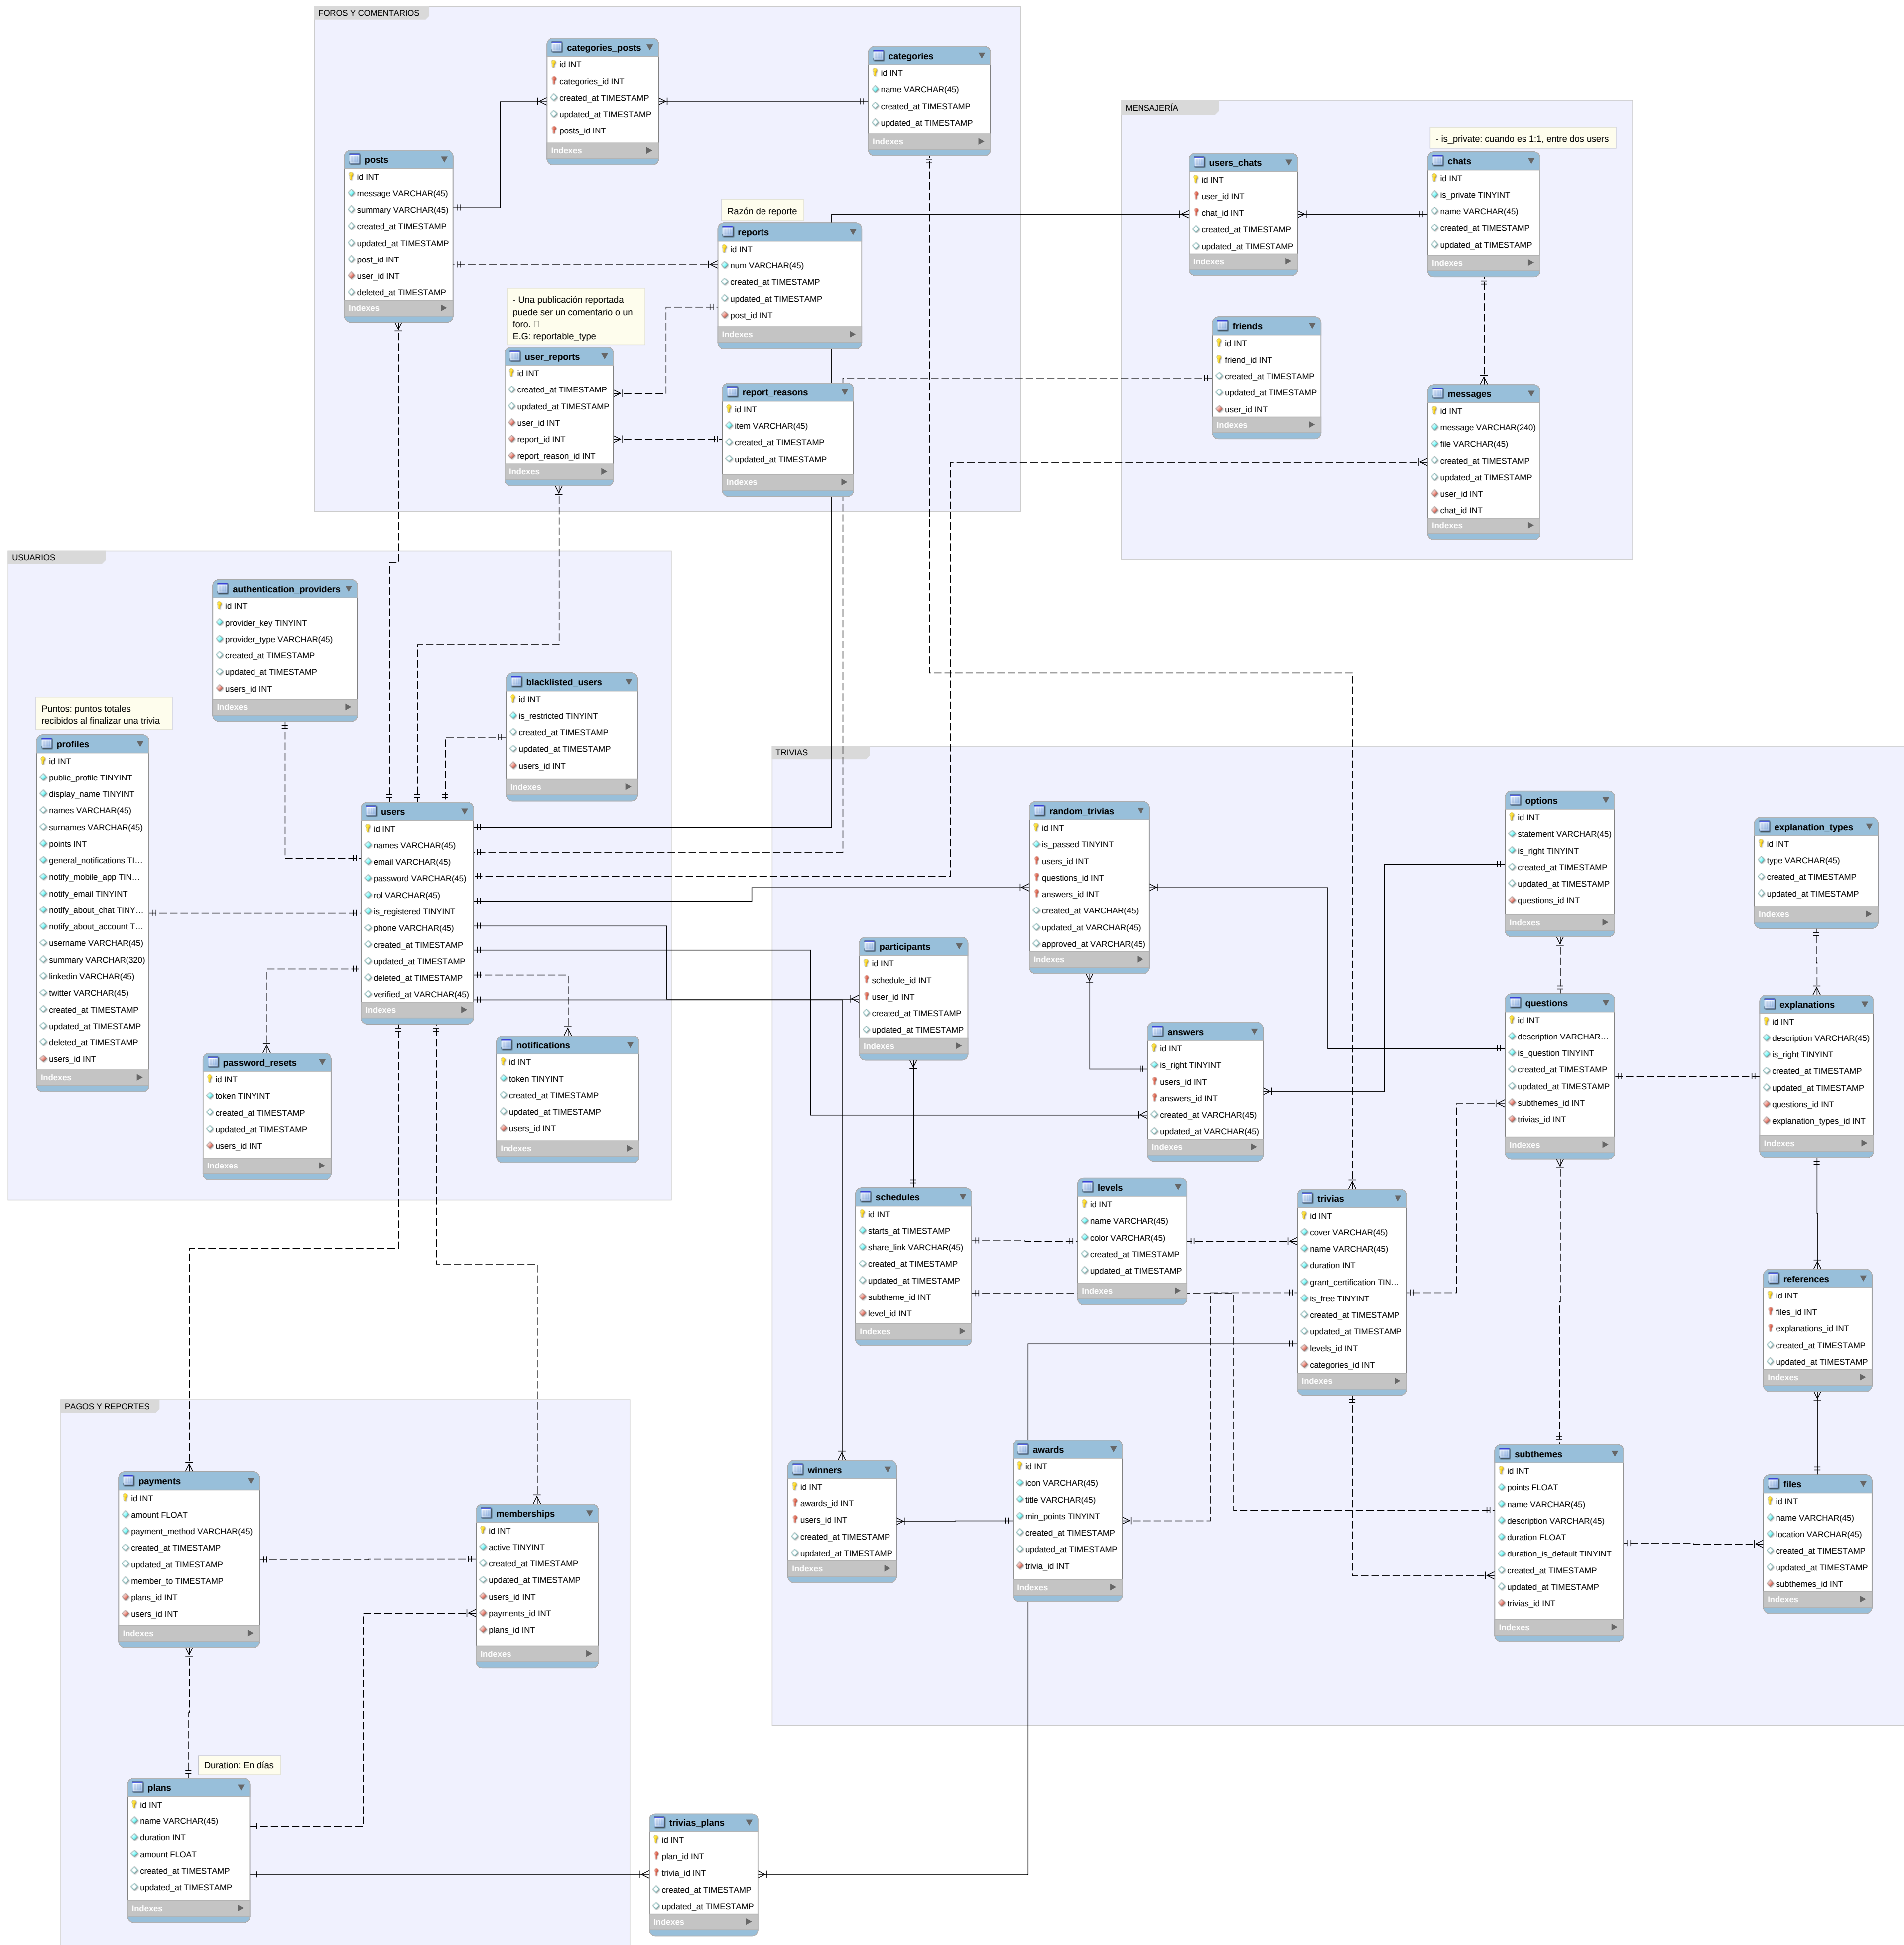 FOROS Y COMENTARIOS
categories_posts
id INT
categories_id INT
created_at TIMESTAMP
updated_at TIMESTAMP
posts_id INT
Indexes
categories
id INT
name VARCHAR(45)
created_at TIMESTAMP
updated_at TIMESTAMP
Indexes
posts
id INT
message VARCHAR(45)
summary VARCHAR(45)
created_at TIMESTAMP
updated_at TIMESTAMP
post_id INT
user_id INT
deleted_at TIMESTAMP
Indexes
Razón de reporte
reports
id INT
num VARCHAR(45)
created_at TIMESTAMP
updated_at TIMESTAMP
post_id INT
Indexes
- Una publicación reportada
puede ser un comentario o un
foro.
E.G: reportable_type
user_reports
id INT
created_at TIMESTAMP
updated_at TIMESTAMP
user_id INT
report_id INT
report_reason_id INT
Indexes
report_reasons
id INT
item VARCHAR(45)
created_at TIMESTAMP
updated_at TIMESTAMP
Indexes
MENSAJERÍA
- is_private: cuando es 1:1, entre dos users
users_chats
id INT
user_id INT
chat_id INT
created_at TIMESTAMP
updated_at TIMESTAMP
Indexes
chats
id INT
is_private TINYINT
name VARCHAR(45)
created_at TIMESTAMP
updated_at TIMESTAMP
Indexes
friends
id INT
friend_id INT
created_at TIMESTAMP
updated_at TIMESTAMP
user_id INT
Indexes
messages
id INT
message VARCHAR(240)
file VARCHAR(45)
created_at TIMESTAMP
updated_at TIMESTAMP
user_id INT
chat_id INT
Indexes
USUARIOS
authentication_providers
id INT
provider_key TINYINT
provider_type VARCHAR(45)
created_at TIMESTAMP
updated_at TIMESTAMP
users_id INT
Indexes
blacklisted_users
id INT
is_restricted TINYINT
created_at TIMESTAMP
updated_at TIMESTAMP
users_id INT
Indexes
Puntos: puntos totales
recibidos al finalizar una trivia
profiles
id INT
public_profile TINYINT
display_name TINYINT
names VARCHAR(45)
surnames VARCHAR(45)
points INT
general_notifications TI...
notify_mobile_app TIN...
notify_email TINYINT
notify_about_chat TINY...
notify_about_account T...
username VARCHAR(45)
summary VARCHAR(320)
linkedin VARCHAR(45)
twitter VARCHAR(45)
created_at TIMESTAMP
updated_at TIMESTAMP
deleted_at TIMESTAMP
users_id INT
Indexes
users
id INT
names VARCHAR(45)
email VARCHAR(45)
password VARCHAR(45)
rol VARCHAR(45)
is_registered TINYINT
phone VARCHAR(45)
created_at TIMESTAMP
updated_at TIMESTAMP
deleted_at TIMESTAMP
verified_at VARCHAR(45)
Indexes
password_resets
id INT
token TINYINT
created_at TIMESTAMP
updated_at TIMESTAMP
users_id INT
Indexes
notifications
id INT
token TINYINT
created_at TIMESTAMP
updated_at TIMESTAMP
users_id INT
Indexes
TRIVIAS
random_trivias
id INT
is_passed TINYINT
users_id INT
questions_id INT
answers_id INT
created_at VARCHAR(45)
updated_at VARCHAR(45)
approved_at VARCHAR(45)
Indexes
options
id INT
statement VARCHAR(45)
is_right TINYINT
created_at TIMESTAMP
updated_at TIMESTAMP
questions_id INT
Indexes
explanation_types
id INT
type VARCHAR(45)
created_at TIMESTAMP
updated_at TIMESTAMP
Indexes
participants
id INT
schedule_id INT
user_id INT
created_at TIMESTAMP
updated_at TIMESTAMP
Indexes
answers
id INT
is_right TINYINT
users_id INT
answers_id INT
created_at VARCHAR(45)
updated_at VARCHAR(45)
Indexes
questions
id INT
description VARCHAR...
is_question TINYINT
created_at TIMESTAMP
updated_at TIMESTAMP
subthemes_id INT
trivias_id INT
Indexes
explanations
id INT
description VARCHAR(45)
is_right TINYINT
created_at TIMESTAMP
updated_at TIMESTAMP
questions_id INT
explanation_types_id INT
Indexes
schedules
id INT
starts_at TIMESTAMP
share_link VARCHAR(45)
created_at TIMESTAMP
updated_at TIMESTAMP
subtheme_id INT
level_id INT
Indexes
levels
id INT
name VARCHAR(45)
color VARCHAR(45)
created_at TIMESTAMP
updated_at TIMESTAMP
Indexes
trivias
id INT
cover VARCHAR(45)
name VARCHAR(45)
duration INT
grant_certification TIN...
is_free TINYINT
created_at TIMESTAMP
updated_at TIMESTAMP
levels_id INT
categories_id INT
Indexes
references
id INT
files_id INT
explanations_id INT
created_at TIMESTAMP
updated_at TIMESTAMP
Indexes
winners
id INT
awards_id INT
users_id INT
created_at TIMESTAMP
updated_at TIMESTAMP
Indexes
awards
id INT
icon VARCHAR(45)
title VARCHAR(45)
min_points TINYINT
created_at TIMESTAMP
updated_at TIMESTAMP
trivia_id INT
Indexes
subthemes
id INT
points FLOAT
name VARCHAR(45)
description VARCHAR(45)
duration FLOAT
duration_is_default TINYINT
created_at TIMESTAMP
updated_at TIMESTAMP
trivias_id INT
Indexes
files
id INT
name VARCHAR(45)
location VARCHAR(45)
created_at TIMESTAMP
updated_at TIMESTAMP
subthemes_id INT
Indexes
PAGOS Y REPORTES
payments
id INT
amount FLOAT
payment_method VARCHAR(45)
created_at TIMESTAMP
updated_at TIMESTAMP
member_to TIMESTAMP
plans_id INT
users_id INT
Indexes
memberships
id INT
active TINYINT
created_at TIMESTAMP
updated_at TIMESTAMP
users_id INT
payments_id INT
plans_id INT
Indexes
Duration: En días
plans
id INT
name VARCHAR(45)
duration INT
amount FLOAT
created_at TIMESTAMP
updated_at TIMESTAMP
Indexes
trivias_plans
id INT
plan_id INT
trivia_id INT
created_at TIMESTAMP
updated_at TIMESTAMP
Indexes